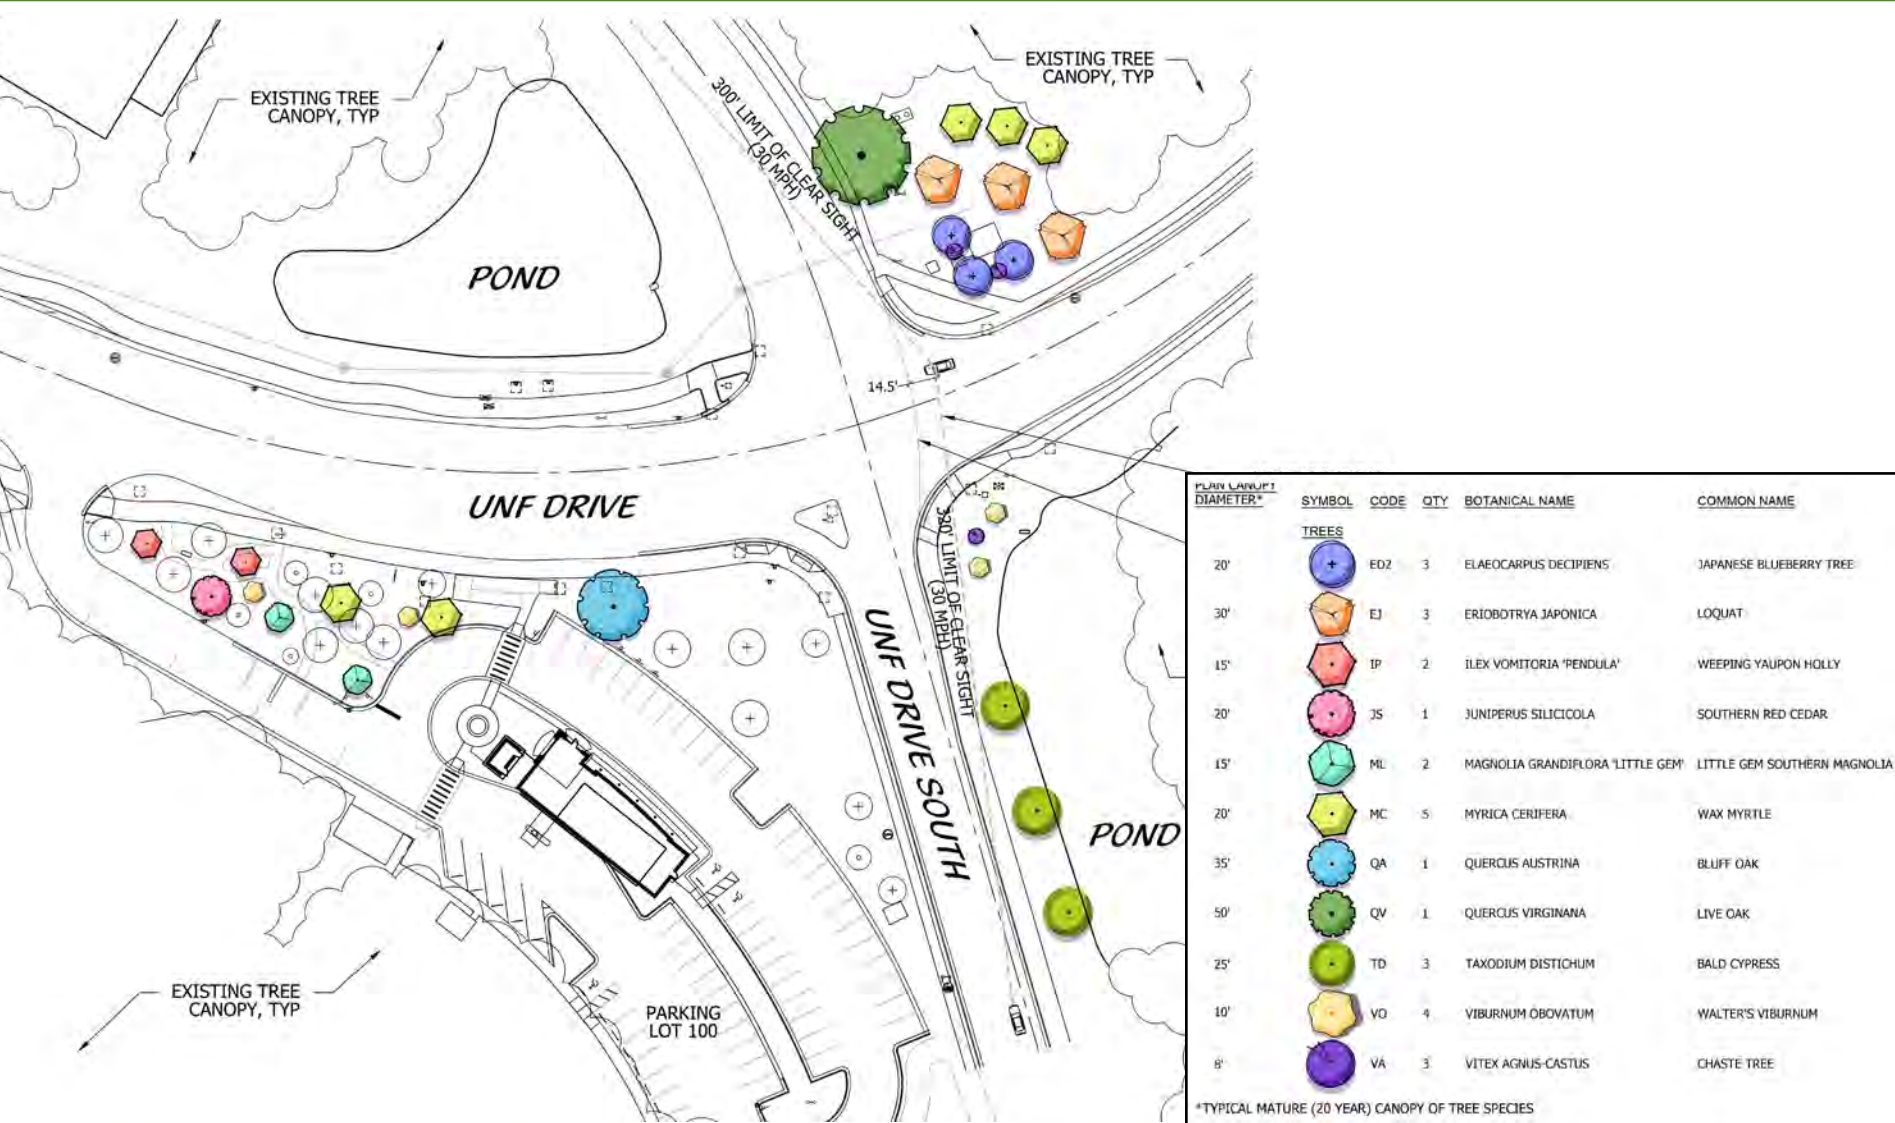 EXISTING TREE
CANOPY, TYP
EXISTING TREE
CANOPY, TYP
300' LIMIT OF CLEAR SIGHT
(30 MPH)
POND
14.5'
UNF DRIVE
330' LIMIT OF CLEAR SIGHT
(30 MPH)
UNF DRIVE SOUTH
POND
EXISTING TREE
CANOPY, TYP
PARKING
LOT 100
PLAN CANOPY
DIAMETER* SYMBOL CODE QTY BOTANICAL NAME COMMON NAME
TREES
20' ED2 3 ELAEOCARPUS DECIPIENS JAPANESE BLUEBERRY TREE
30' EJ 3 ERIOBOTRYA JAPONICA LOQUAT
15' IP 2 ILEX VOMITORIA 'PENDULA' WEEPING YAUPON HOLLY
20' JS 1 JUNIPERUS SILICICOLA SOUTHERN RED CEDAR
15' ML 2 MAGNOLIA GRANDIFLORA 'LITTLE GEM' LITTLE GEM SOUTHERN MAGNOLIA
20' MC 5 MYRICA CERIFERA WAX MYRTLE
35' QA 1 QUERCUS AUSTRINA BLUFF OAK
50' QV 1 QUERCUS VIRGINANA LIVE OAK
25' TD 3 TAXODIUM DISTICHUM BALD CYPRESS
10' VO 4 VIBURNUM OBOVATUM WALTER'S VIBURNUM
8' VA 3 VITEX AGNUS-CASTUS CHASTE TREE
*TYPICAL MATURE (20 YEAR) CANOPY OF TREE SPECIES